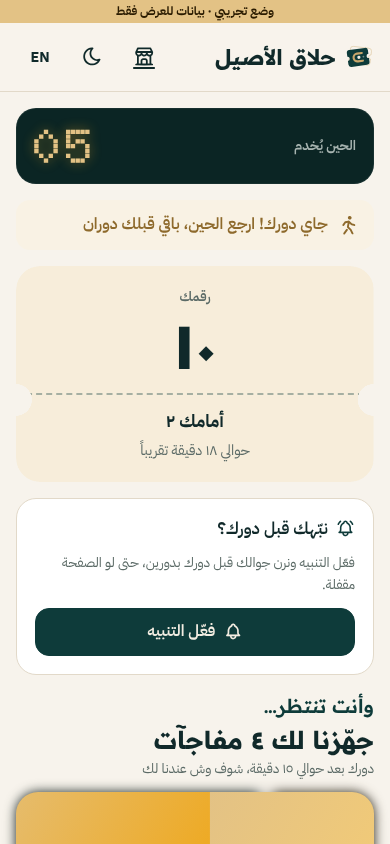 وضع تجريبي · بيانات للعرض فقط
حلاق الأصيل
EN
الحين يُخدم
05
جاي دورك! ارجع الحين، باقي قبلك دوران
رقمك
١٠
أمامك ٢
حوالي ١٨ دقيقة تقريباً
ننبّهك قبل دورك؟
فعّل التنبيه ونرن جوالك قبل دورك بدورين، حتى لو الصفحة
مقفلة.
فعّل التنبيه
وأنت تنتظر...
جهّزنا لك ٤ مفاجآت
دورك بعد حوالي ١٥ دقيقة، شوف وش عندنا لك